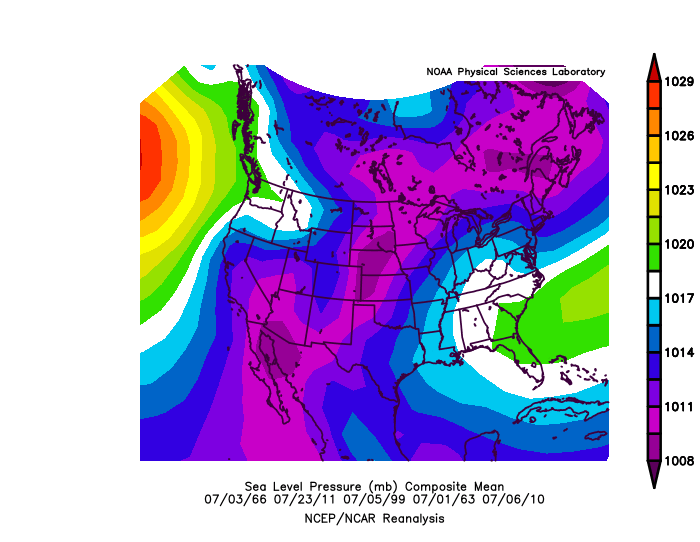 NOAA Physical Sciences Laboratory
1029
1026
1023
1020
1017
1014
1011
1008
Sea Level Pressure (mb) Composite Mean
07/03/66 07/23/11 07/05/99 07/01/63 07/06/10
NCEP/NCAR Reanalysis